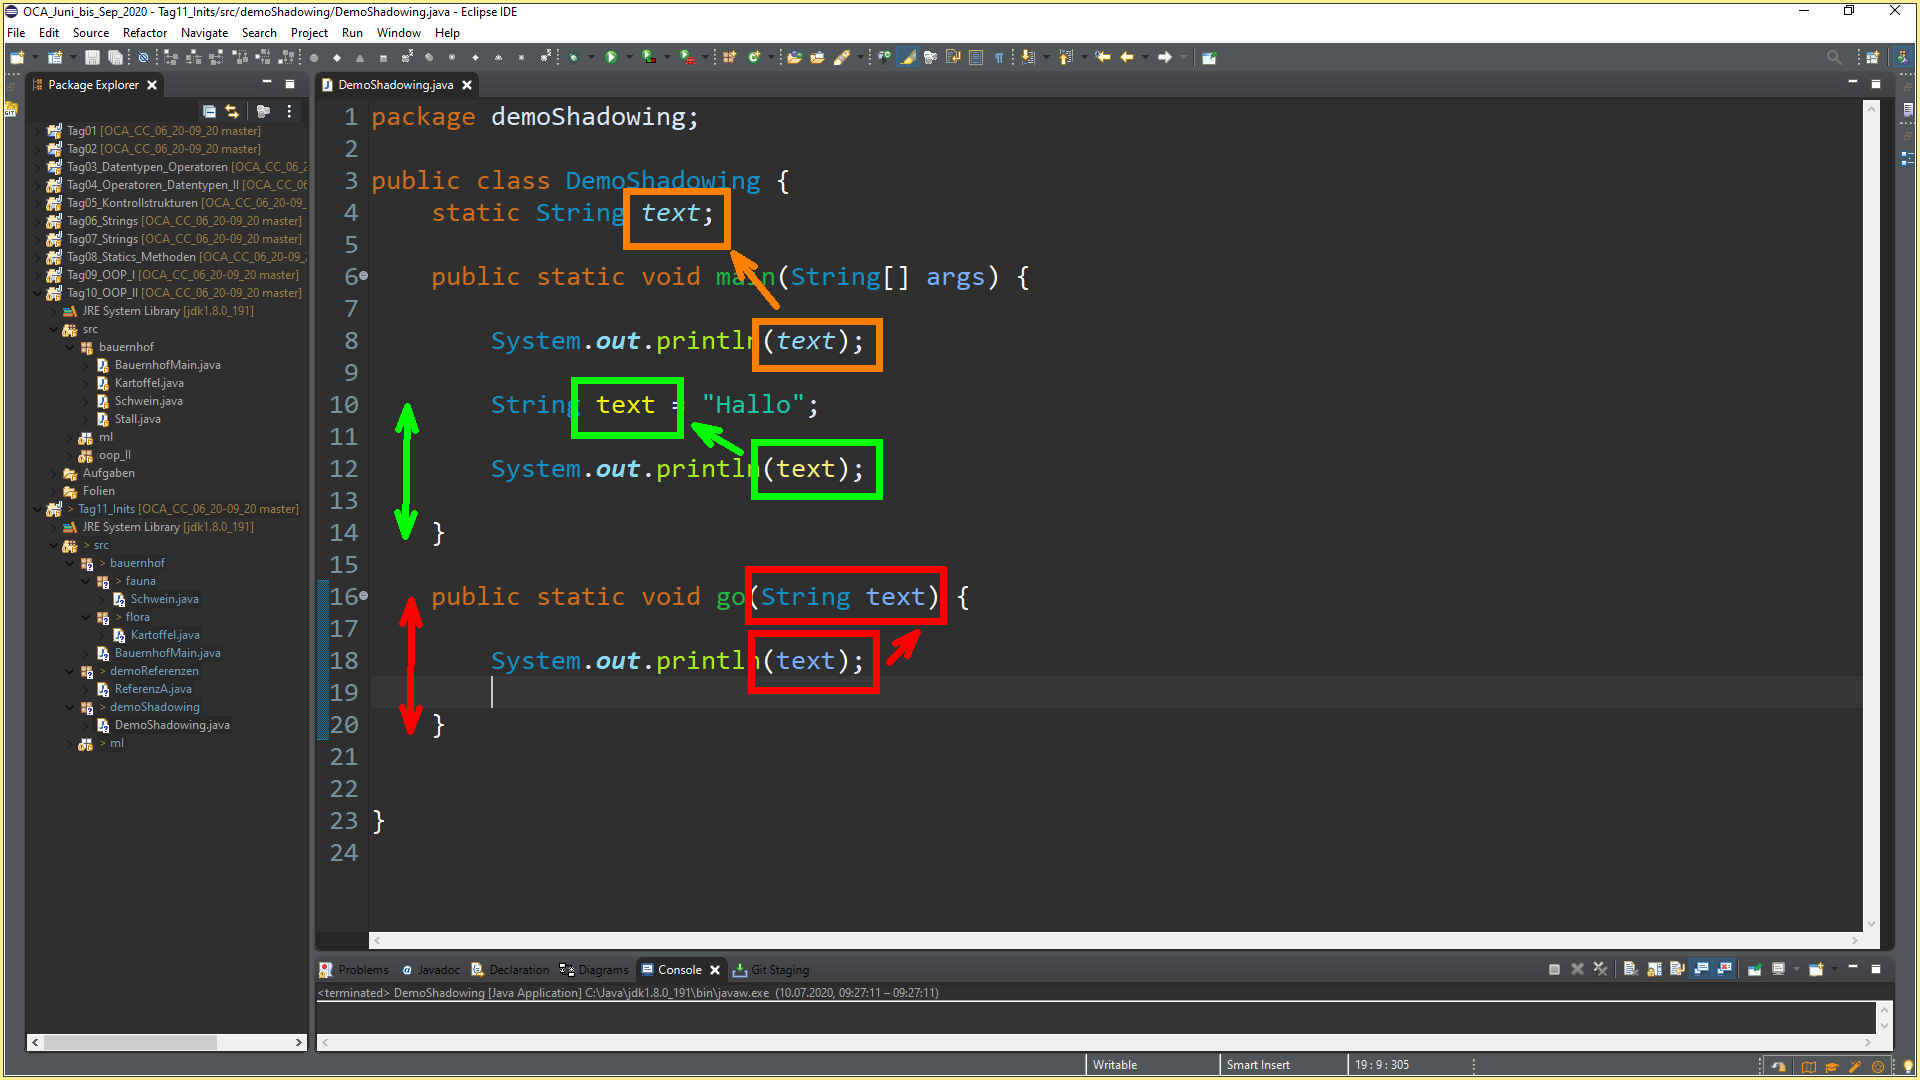 OCA_Juni_bis_Sep_2020 - Tag11_Inits/src/demoShadowing/DemoShadowing.java - Eclipse IDE
File Edit Source Refactor Navigate Search Project Run Window Help
Package Explorer
Tag01 [OCA_CC_06_20-09_20 master]
Tag02 [OCA_CC_06_20-09_20 master]
Tag03_Datentypen_Operatoren [OCA_CC_06_2
Tag04_Operatoren_Datentypen_II [OCA_CC_06
Tag05_Kontrollstrukturen [OCA_CC_06_20-09_
Tag06_Strings [OCA_CC_06_20-09_20 master]
Tag07_Strings [OCA_CC_06_20-09_20 master]
Tag08_Statics_Methoden [OCA_CC_06_20-09_2
Tag09_OOP_I [OCA_CC_06_20-09_20 master]
Tag10_OOP_II [OCA_CC_06_20-09_20 master]
JRE System Library [jdk1.8.0_191]
src
bauernhof
BauernhofMain.java
Kartoffel.java
Schwein.java
Stall.java
ml
oop_II
Aufgaben
Folien
> Tag11_Inits [OCA_CC_06_20-09_20 master]
JRE System Library [jdk1.8.0_191]
> src
> bauernhof
> fauna
Schwein.java
> flora
Kartoffel.java
BauernhofMain.java
> demoReferenzen
ReferenzA.java
> demoShadowing
DemoShadowing.java
> ml
DemoShadowing.java
1 package demoShadowing;
2
3 public class DemoShadowing {
4 static String text;
5
6 public static void main(String[] args) {
7
8 System.out.println(text);
9
10 String text = "Hallo";
11
12 System.out.println(text);
13
14 }
15
16 public static void go(String text) {
17
18 System.out.println(text);
19
20 }
21
22
23 }
24
Problems @ Javadoc Declaration Diagrams Console Git Staging
<terminated> DemoShadowing [Java Application] C:\Java\jdk1.8.0_191\bin\javaw.exe (10.07.2020, 09:27:11 – 09:27:11)
Writable Smart Insert 19 : 9 : 305